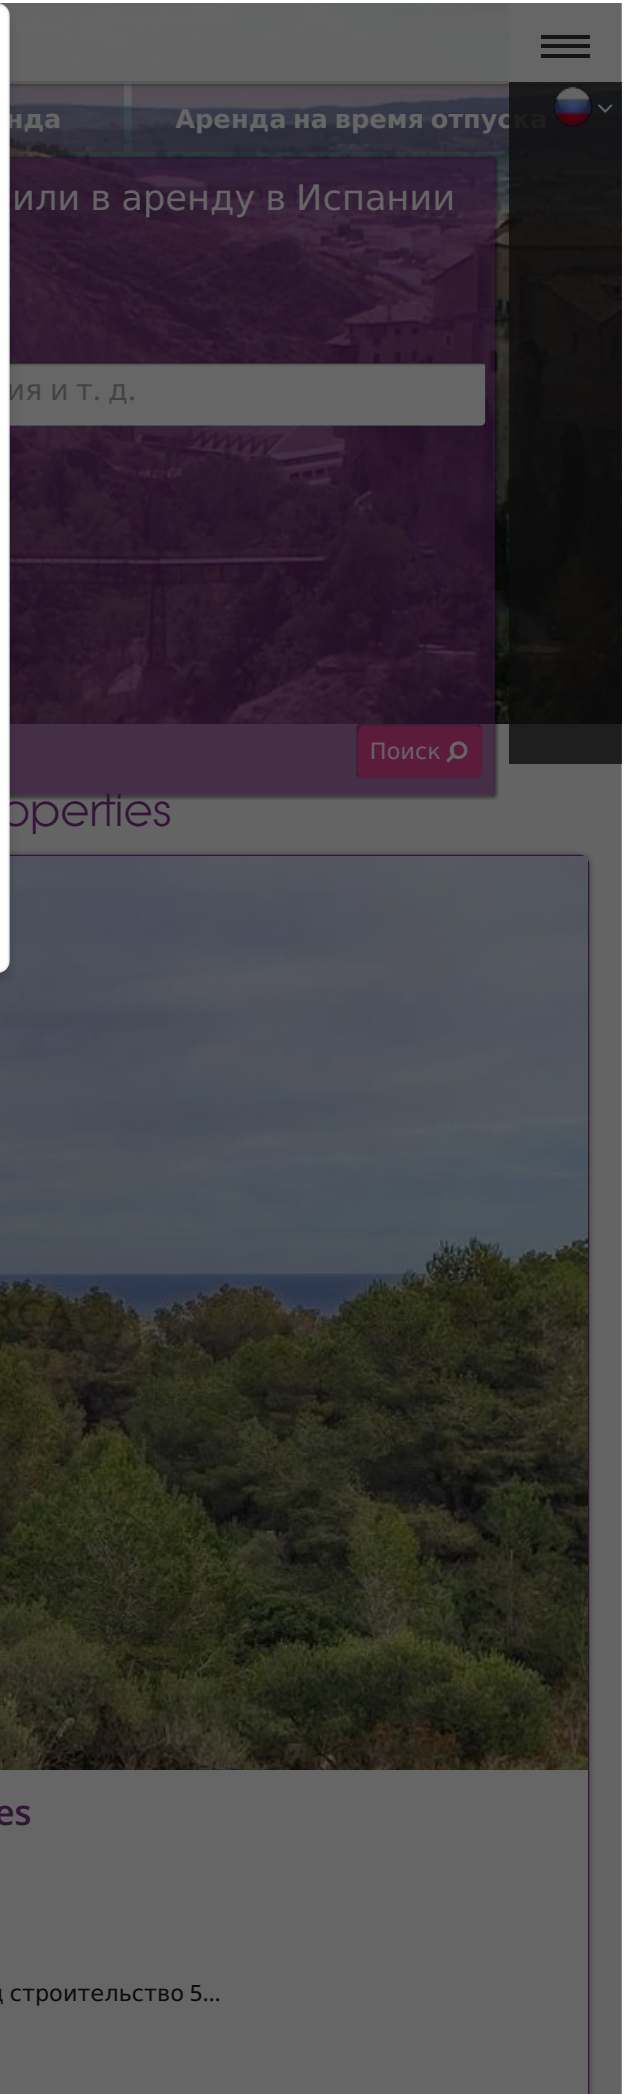 нда
Аренда на время отпуска
или в аренду в Испании
ия и т. д.
Поиск
operties
es
строительство 5...